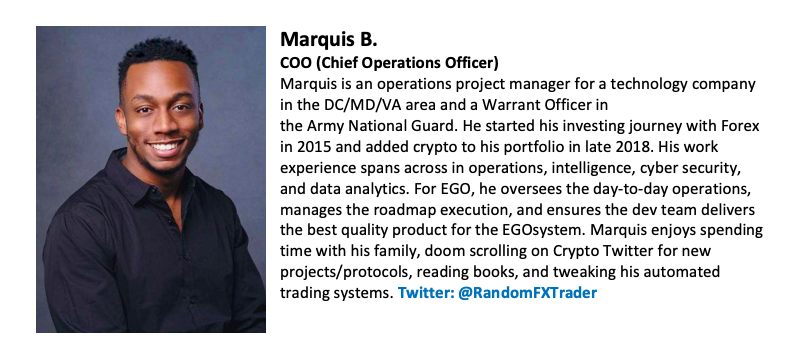 Marquis B.
COO (Chief Operations Officer)
Marquis is an operations project manager for a technology company
in the DC/MD/VA area and a Warrant Officer in
the Army National Guard. He started his investing journey with Forex
in 2015 and added crypto to his portfolio in late 2018. His work
experience spans across in operations, intelligence, cyber security,
and data analytics. For EGO, he oversees the day-to-day operations,
manages the roadmap execution, and ensures the dev team delivers
the best quality product for the EGOsystem. Marquis enjoys spending
time with his family, doom scrolling on Crypto Twitter for new
projects/protocols, reading books, and tweaking his automated
trading systems. Twitter: @RandomFXTrader